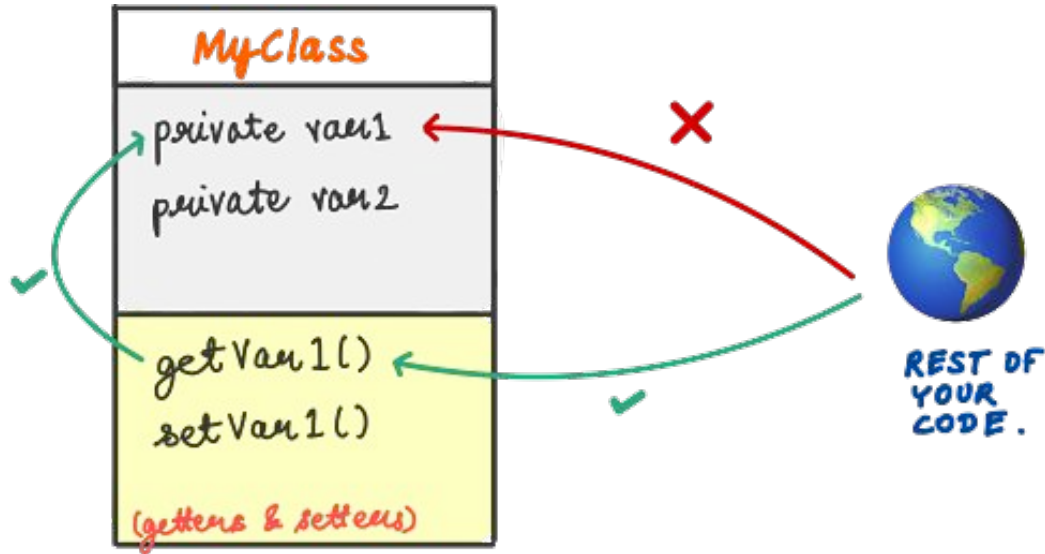 MyClass
private var1
private var2
getVar1()
setVar1()
(getters & setters)
REST OF
YOUR
CODE.